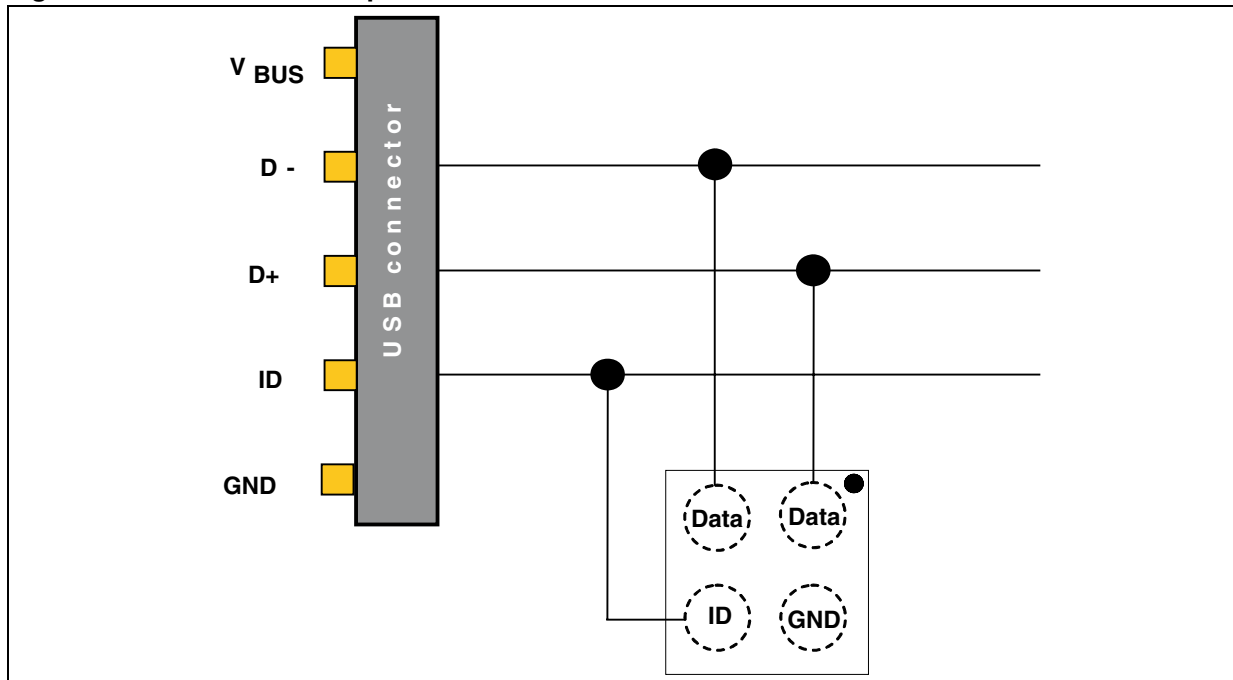 V BUS
D -
D+
ID
GND
USB connector
Data
Data
ID
GND